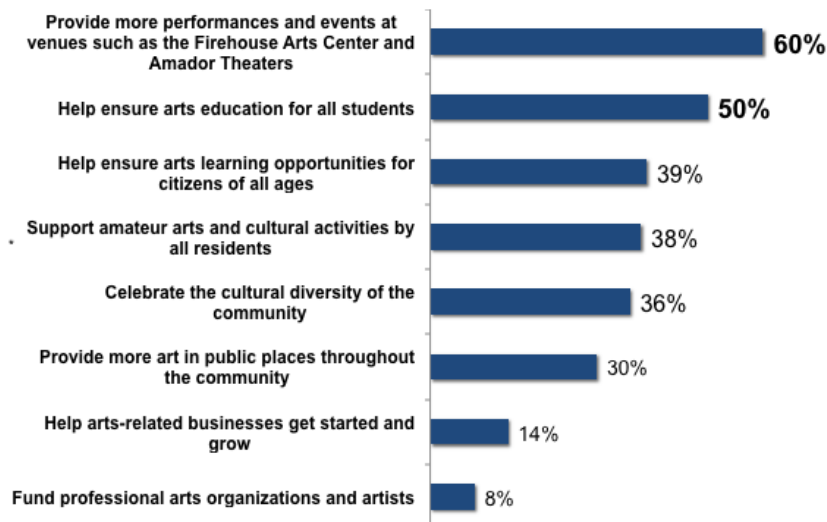 Provide more performances and events at
venues such as the Firehouse Arts Center and
Amador Theaters
60%
Help ensure arts education for all students
50%
Help ensure arts learning opportunities for
citizens of all ages
39%
Support amateur arts and cultural activities by
all residents
38%
Celebrate the cultural diversity of the
community
36%
Provide more art in public places throughout
the community
30%
Help arts-related businesses get started and
grow
14%
Fund professional arts organizations and artists
8%